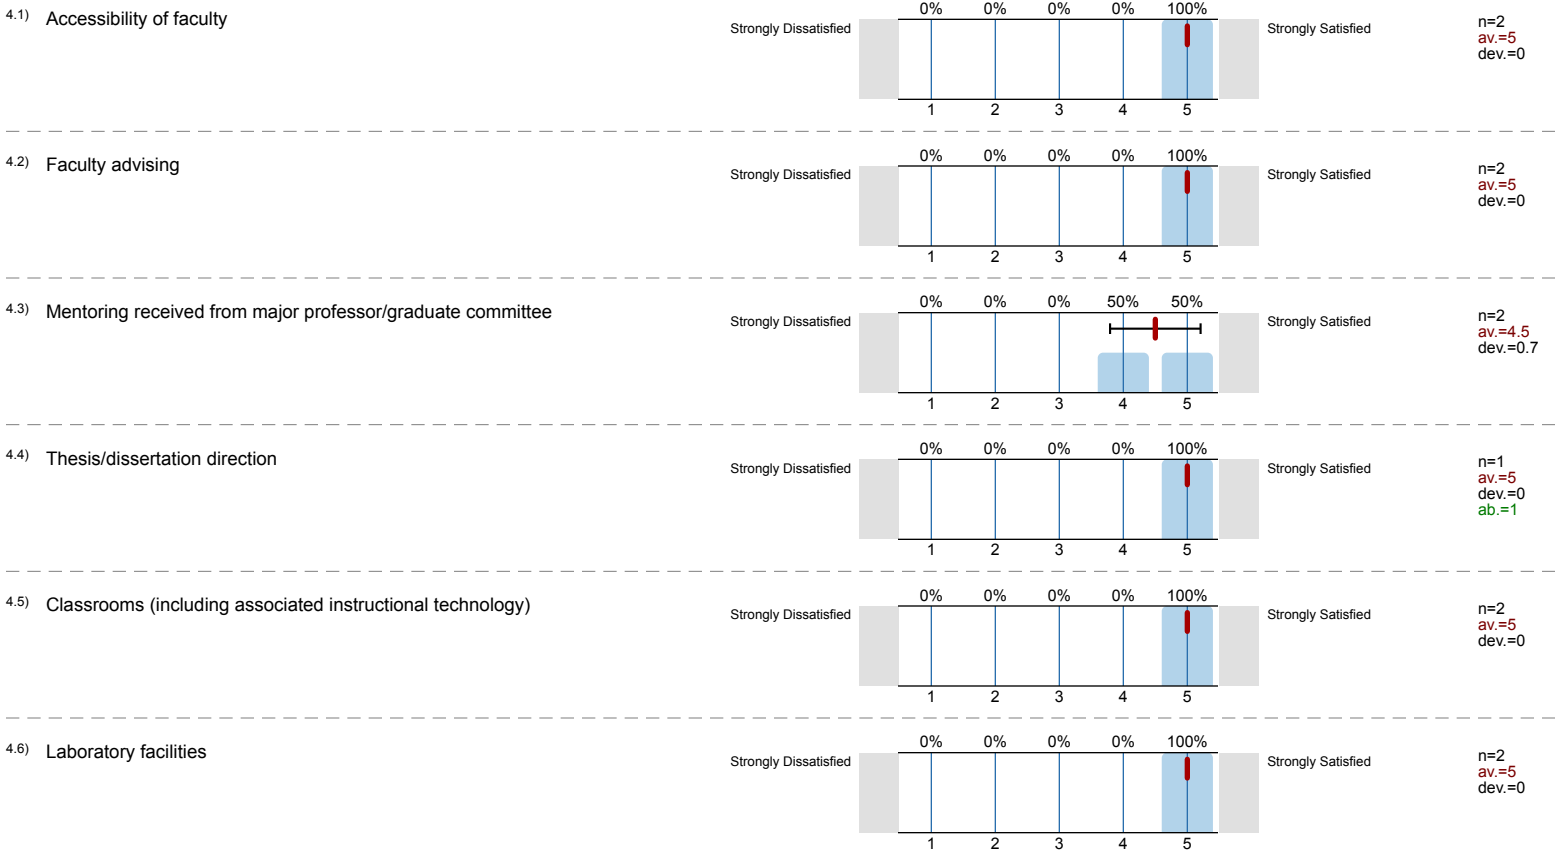 4.1) Accessibility of faculty
0% 0% 0% 0% 100%
Strongly Dissatisfied
Strongly Satisfied
n=2
av.=5
dev.=0
1 2 3 4 5
4.2) Faculty advising
0% 0% 0% 0% 100%
Strongly Dissatisfied
Strongly Satisfied
n=2
av.=5
dev.=0
1 2 3 4 5
4.3) Mentoring received from major professor/graduate committee
0% 0% 0% 50% 50%
Strongly Dissatisfied
Strongly Satisfied
n=2
av.=4.5
dev.=0.7
1 2 3 4 5
4.4) Thesis/dissertation direction
0% 0% 0% 0% 100%
Strongly Dissatisfied
Strongly Satisfied
n=1
av.=5
dev.=0
ab.=1
1 2 3 4 5
4.5) Classrooms (including associated instructional technology)
0% 0% 0% 0% 100%
Strongly Dissatisfied
Strongly Satisfied
n=2
av.=5
dev.=0
1 2 3 4 5
4.6) Laboratory facilities
0% 0% 0% 0% 100%
Strongly Dissatisfied
Strongly Satisfied
n=2
av.=5
dev.=0
1 2 3 4 5